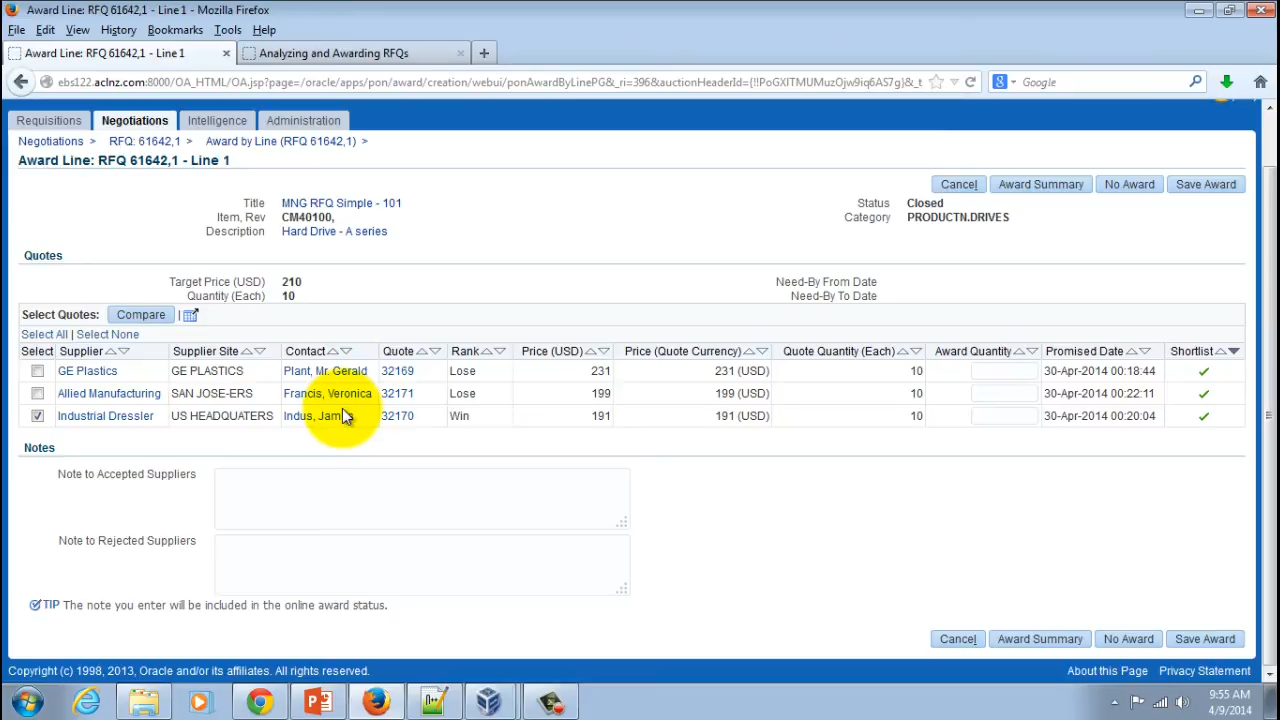 Award Line: RFQ 61642,1 - Line 1 - Mozilla Firefox
File Edit View History Bookmarks Tools Help
Award Line: RFQ 61642,1 - Line 1 × Analyzing and Awarding RFQs × +
ebs122.aclnz.com:8000/OA_HTML/OA.jsp?page=/oracle/apps/pon/award/creation/webui/ponAwardByLinePG&_ri=396&auctionHeaderId={!!PoGXITMUMuzOjw9iq6AS7g}&_t Google
Requisitions Negotiations Intelligence Administration
Negotiations > RFQ: 61642,1 > Award by Line (RFQ 61642,1) >
Award Line: RFQ 61642,1 - Line 1
Cancel Award Summary No Award Save Award
Title MNG RFQ Simple - 101 Status Closed
Item, Rev CM40100, Category PRODUCTN.DRIVES
Description Hard Drive - A series
Quotes
Target Price (USD) 210 Need-By From Date
Quantity (Each) 10 Need-By To Date
Select Quotes: Compare |
Select All | Select None
Select Supplier Supplier Site Contact Quote Rank Price (USD) Price (Quote Currency) Quote Quantity (Each) Award Quantity Promised Date Shortlist
GE Plastics GE PLASTICS Plant, Mr. Gerald 32169 Lose 231 231 (USD) 10 30-Apr-2014 00:18:44
Allied Manufacturing SAN JOSE-ERS Francis, Veronica 32171 Lose 199 199 (USD) 10 30-Apr-2014 00:22:11
Industrial Dressler US HEADQUATERS Indus, James 32170 Win 191 191 (USD) 10 30-Apr-2014 00:20:04
Notes
Note to Accepted Suppliers
Note to Rejected Suppliers
TIP The note you enter will be included in the online award status.
Cancel Award Summary No Award Save Award
Copyright (c) 1998, 2013, Oracle and/or its affiliates. All rights reserved. About this Page Privacy Statement
9:55 AM
4/9/2014